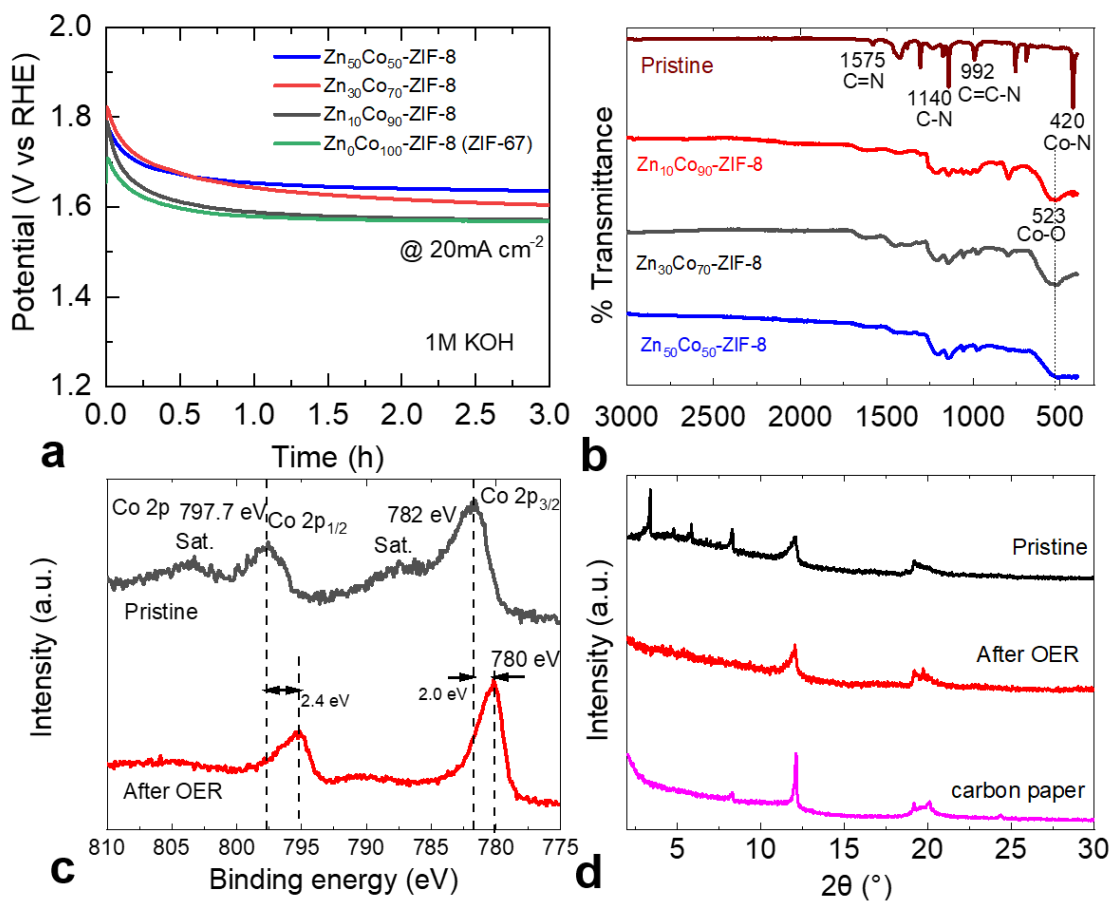 2.0
1.8
1.6
1.4
1.2
Potential (V vs RHE)
Zn₅₀Co₅₀-ZIF-8
Zn₃₀Co₇₀-ZIF-8
Zn₁₀Co₉₀-ZIF-8
Zn₀Co₁₀₀-ZIF-8 (ZIF-67)
@ 20mA cm⁻²
1M KOH
0.0 0.5 1.0 1.5 2.0 2.5 3.0
Time (h)
a
% Transmittance
Pristine
1575
C=N
1140
C-N
992
C=C-N
420
Co-N
Zn₁₀Co₉₀-ZIF-8
523
Co-O
Zn₃₀Co₇₀-ZIF-8
Zn₅₀Co₅₀-ZIF-8
3000 2500 2000 1500 1000 500
b
Intensity (a.u.)
Co 2p
797.7 eV
Sat.
Co 2p₁/₂
782 eV
Sat.
Co 2p₃/₂
Pristine
2.4 eV
2.0 eV
780 eV
After OER
810 805 800 795 790 785 780 775
Binding energy (eV)
c
Intensity (a.u.)
Pristine
After OER
carbon paper
5 10 15 20 25 30
2θ (°)
d